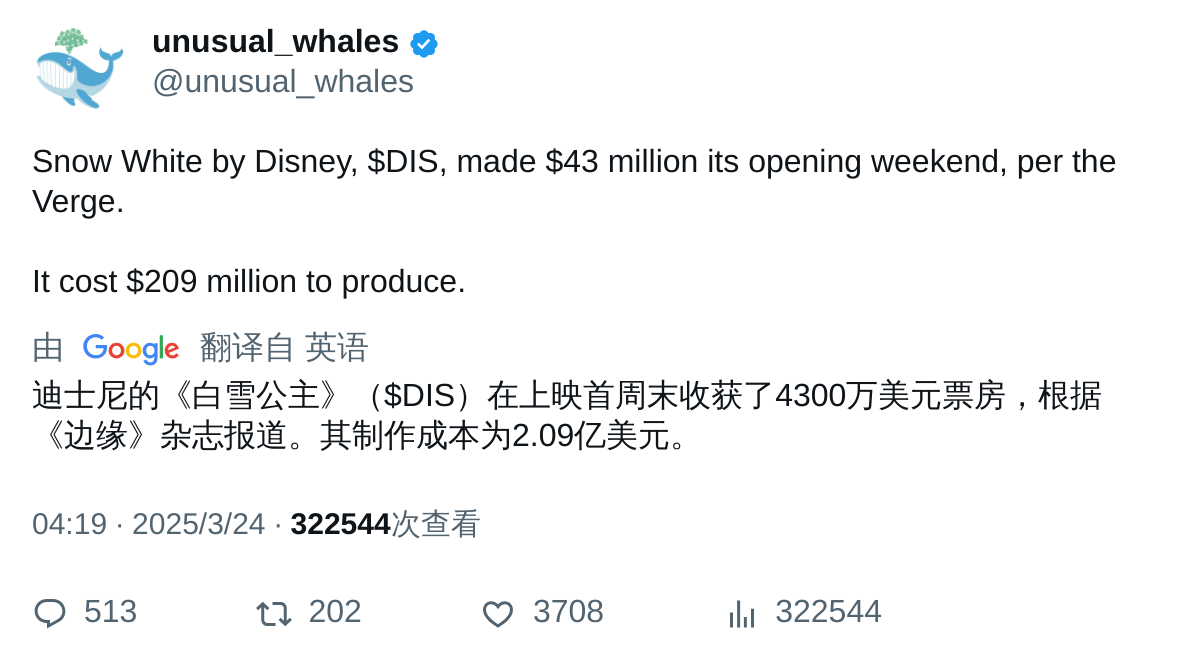 unusual_whales
@unusual_whales
Snow White by Disney, $DIS, made $43 million its opening weekend, per the
Verge.
It cost $209 million to produce.
由 Google 翻译自 英语
迪士尼的《白雪公主》（$DIS）在上映首周末收获了4300万美元票房，根据
《边缘》杂志报道。其制作成本为2.09亿美元。
04:19 · 2025/3/24 · 322544次查看
513 202 3708 322544